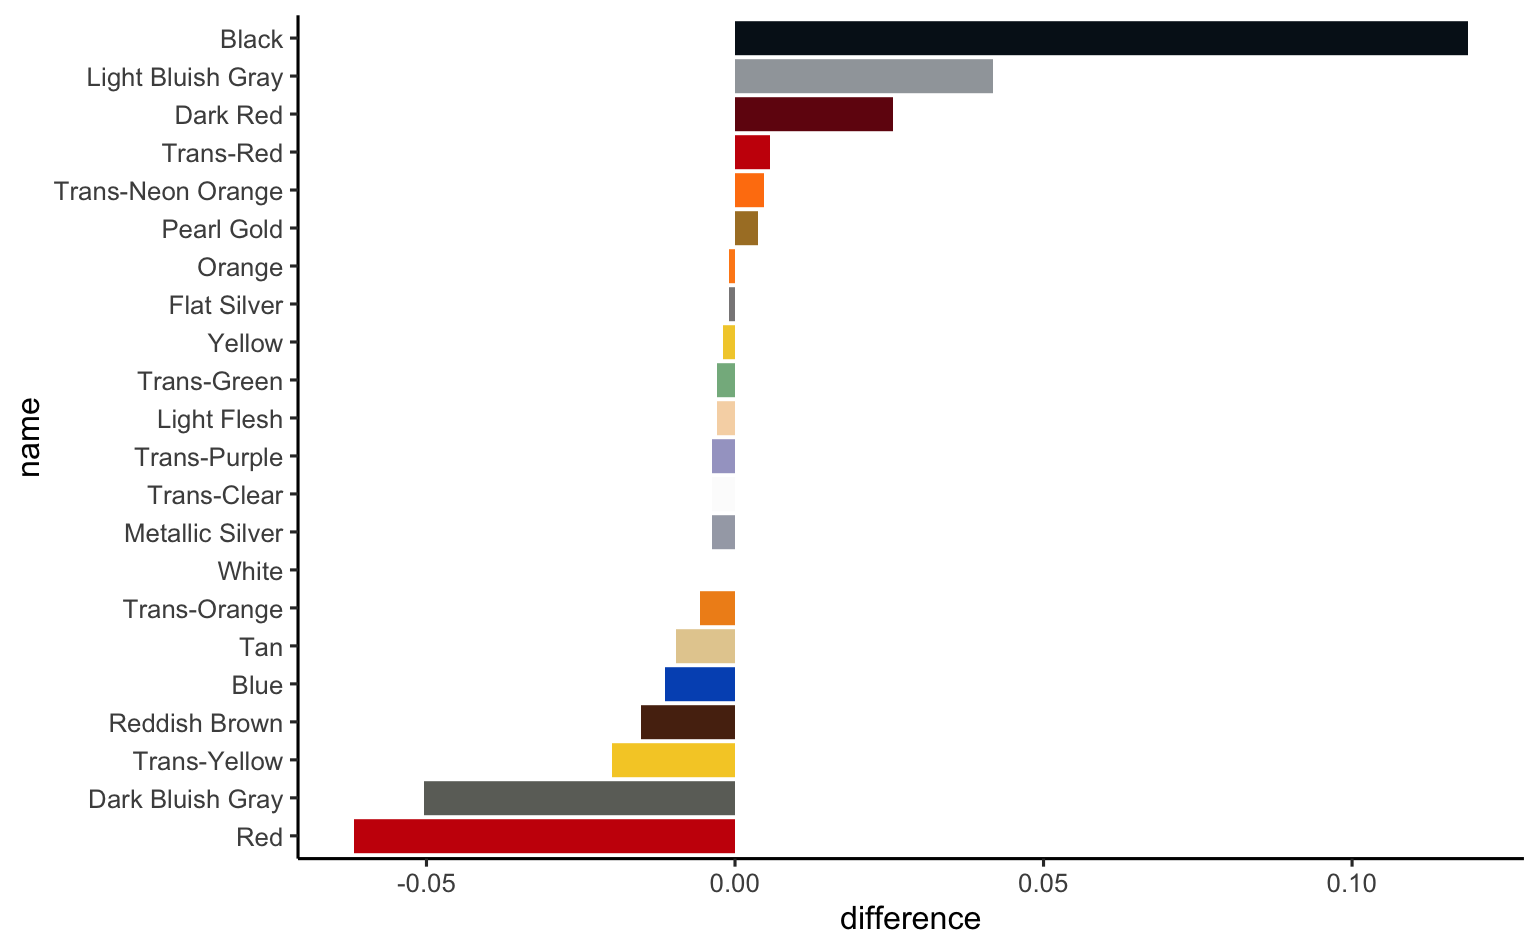 Black
Light Bluish Gray
Dark Red
Trans-Red
Trans-Neon Orange
Pearl Gold
Orange
Flat Silver
Yellow
Trans-Green
Light Flesh
Trans-Purple
Trans-Clear
Metallic Silver
White
Trans-Orange
Tan
Blue
Reddish Brown
Trans-Yellow
Dark Bluish Gray
Red
name
-0.05 0.00 0.05 0.10
difference